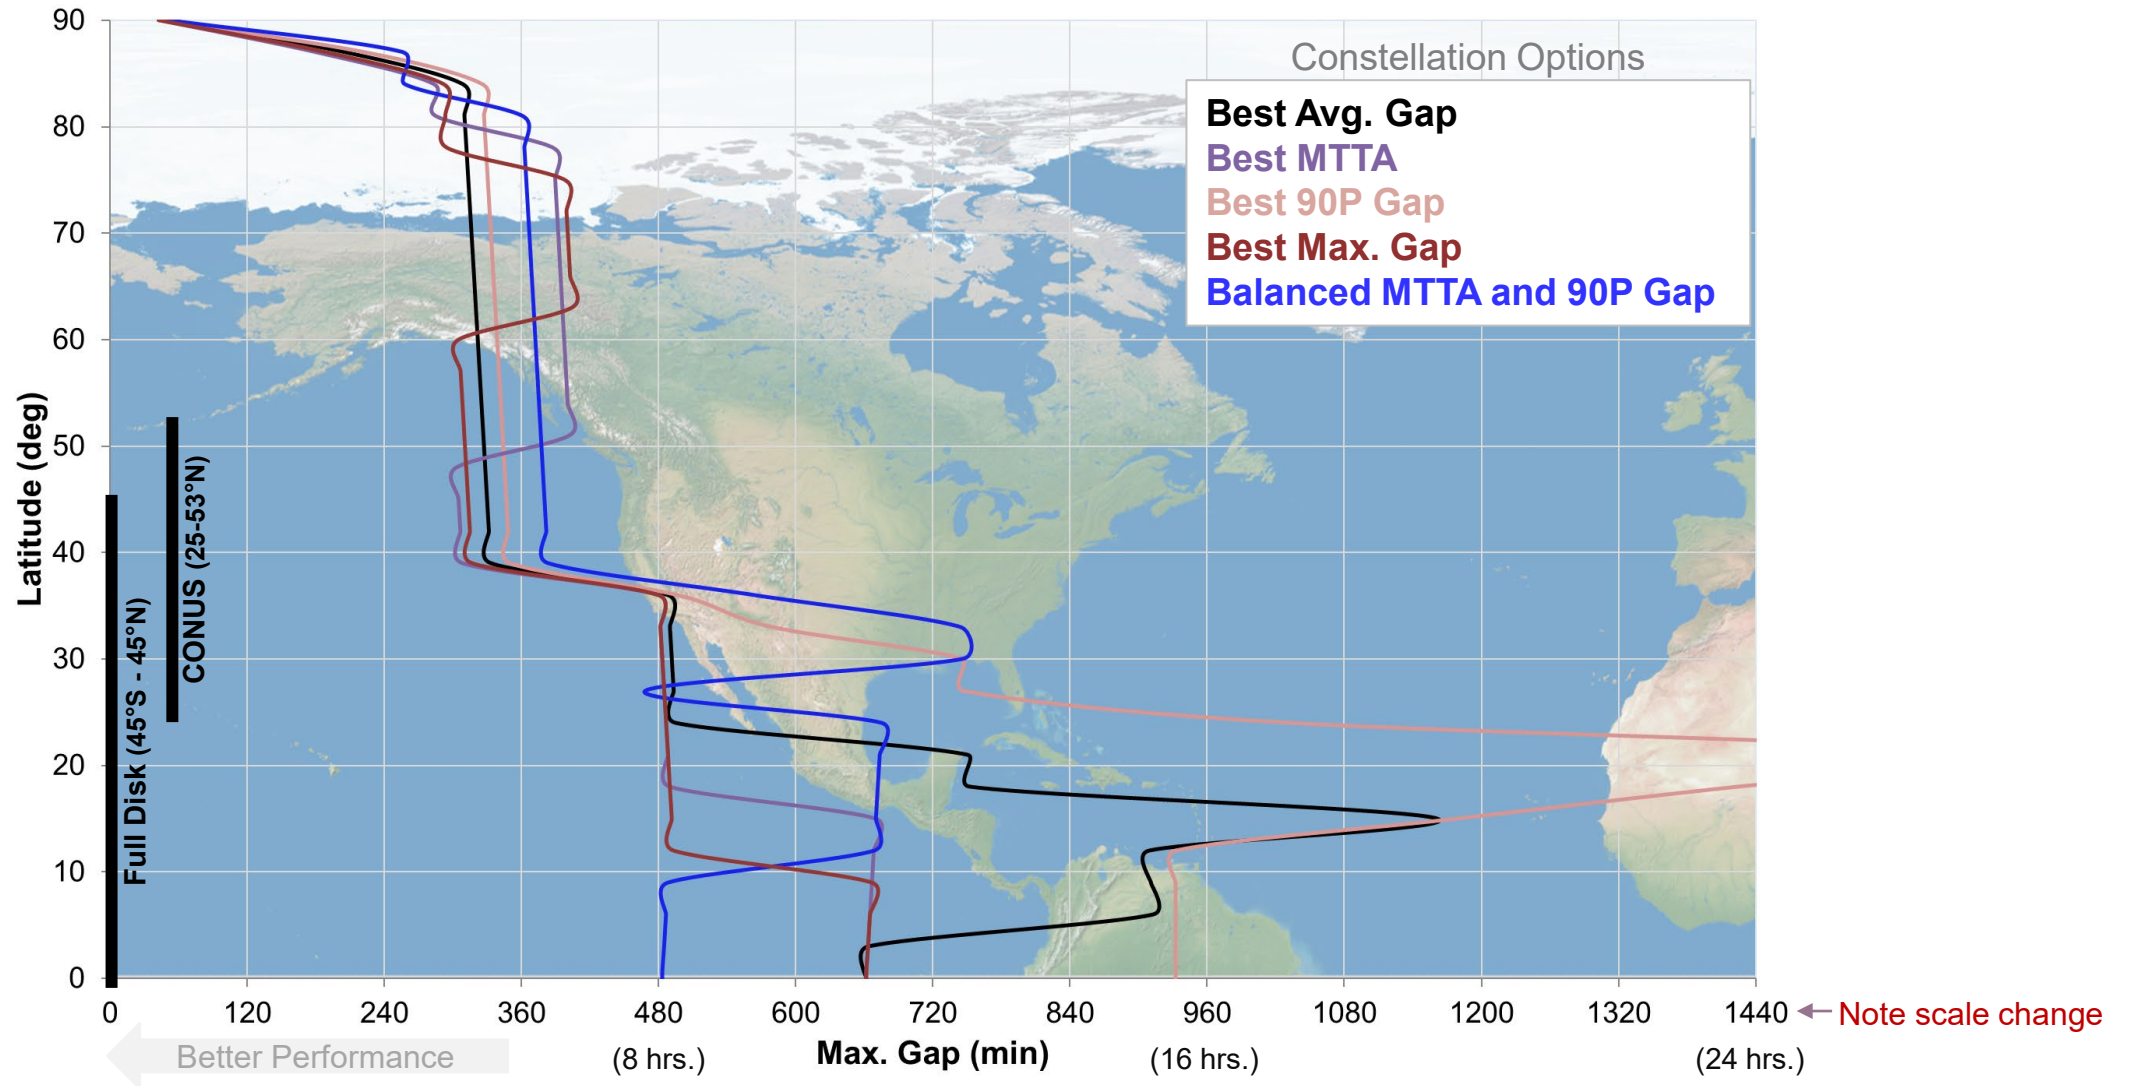 Constellation Options
Best Avg. Gap
Best MTTA
Best 90P Gap
Best Max. Gap
Balanced MTTA and 90P Gap
Latitude (deg)
90
80
70
60
50
40
30
20
10
0
Full Disk (45°S - 45°N)
CONUS (25-53°N)
0 120 240 360 480 600 720 840 960 1080 1200 1320 1440
Note scale change
Better Performance
(8 hrs.)
Max. Gap (min)
(16 hrs.)
(24 hrs.)